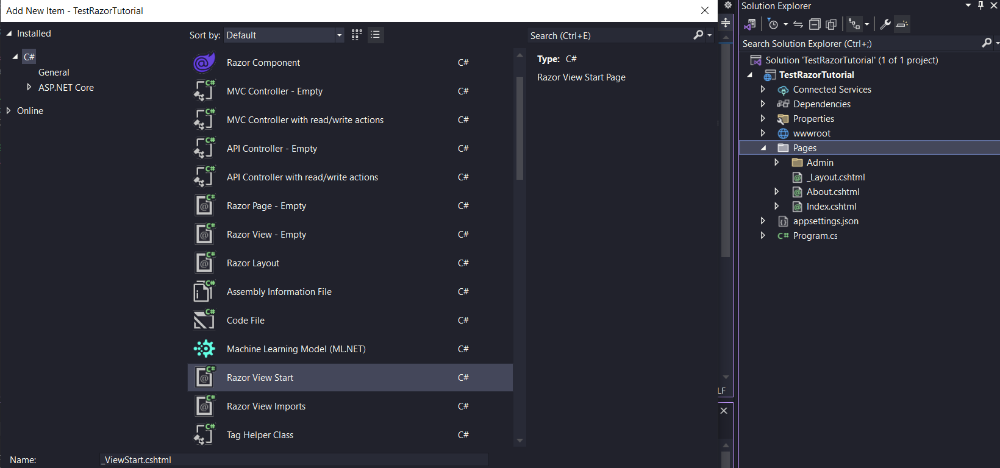 Add New Item - TestRazorTutorial
Installed
C#
General
ASP.NET Core
Online
Sort by: Default
Razor Component C#
MVC Controller - Empty C#
MVC Controller with read/write actions C#
API Controller - Empty C#
API Controller with read/write actions C#
Razor Page - Empty C#
Razor View - Empty C#
Razor Layout C#
Assembly Information File C#
Code File C#
Machine Learning Model (ML.NET) C#
Razor View Start C#
Razor View Imports C#
Tag Helper Class C#
Search (Ctrl+E)
Type: C#
Razor View Start Page
Name: _ViewStart.cshtml
LF
Solution Explorer
Search Solution Explorer (Ctrl+;)
Solution 'TestRazorTutorial' (1 of 1 project)
TestRazorTutorial
Connected Services
Dependencies
Properties
wwwroot
Pages
Admin
_Layout.cshtml
About.cshtml
Index.cshtml
appsettings.json
C# Program.cs